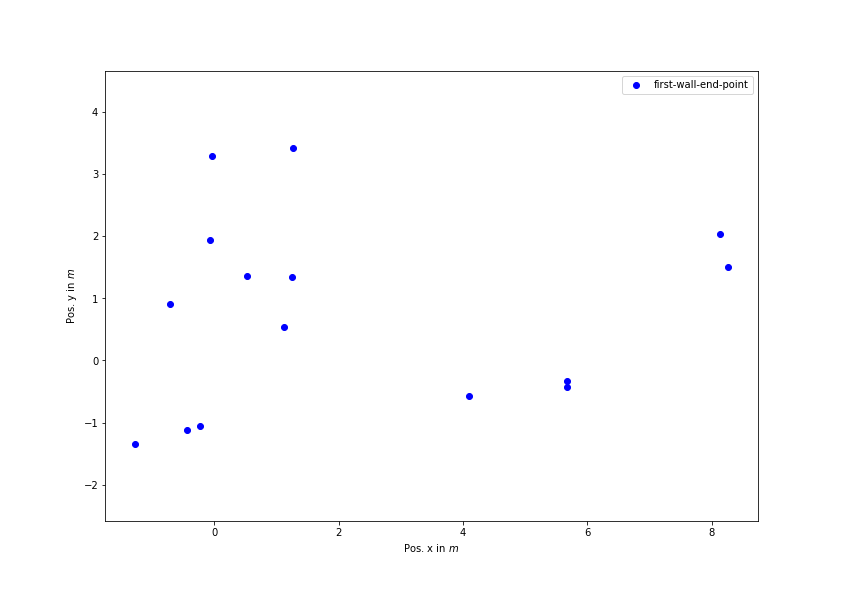 first-wall-end-point
4
3
2
1
0
−1
−2
Pos. y in m
0 2 4 6 8
Pos. x in m